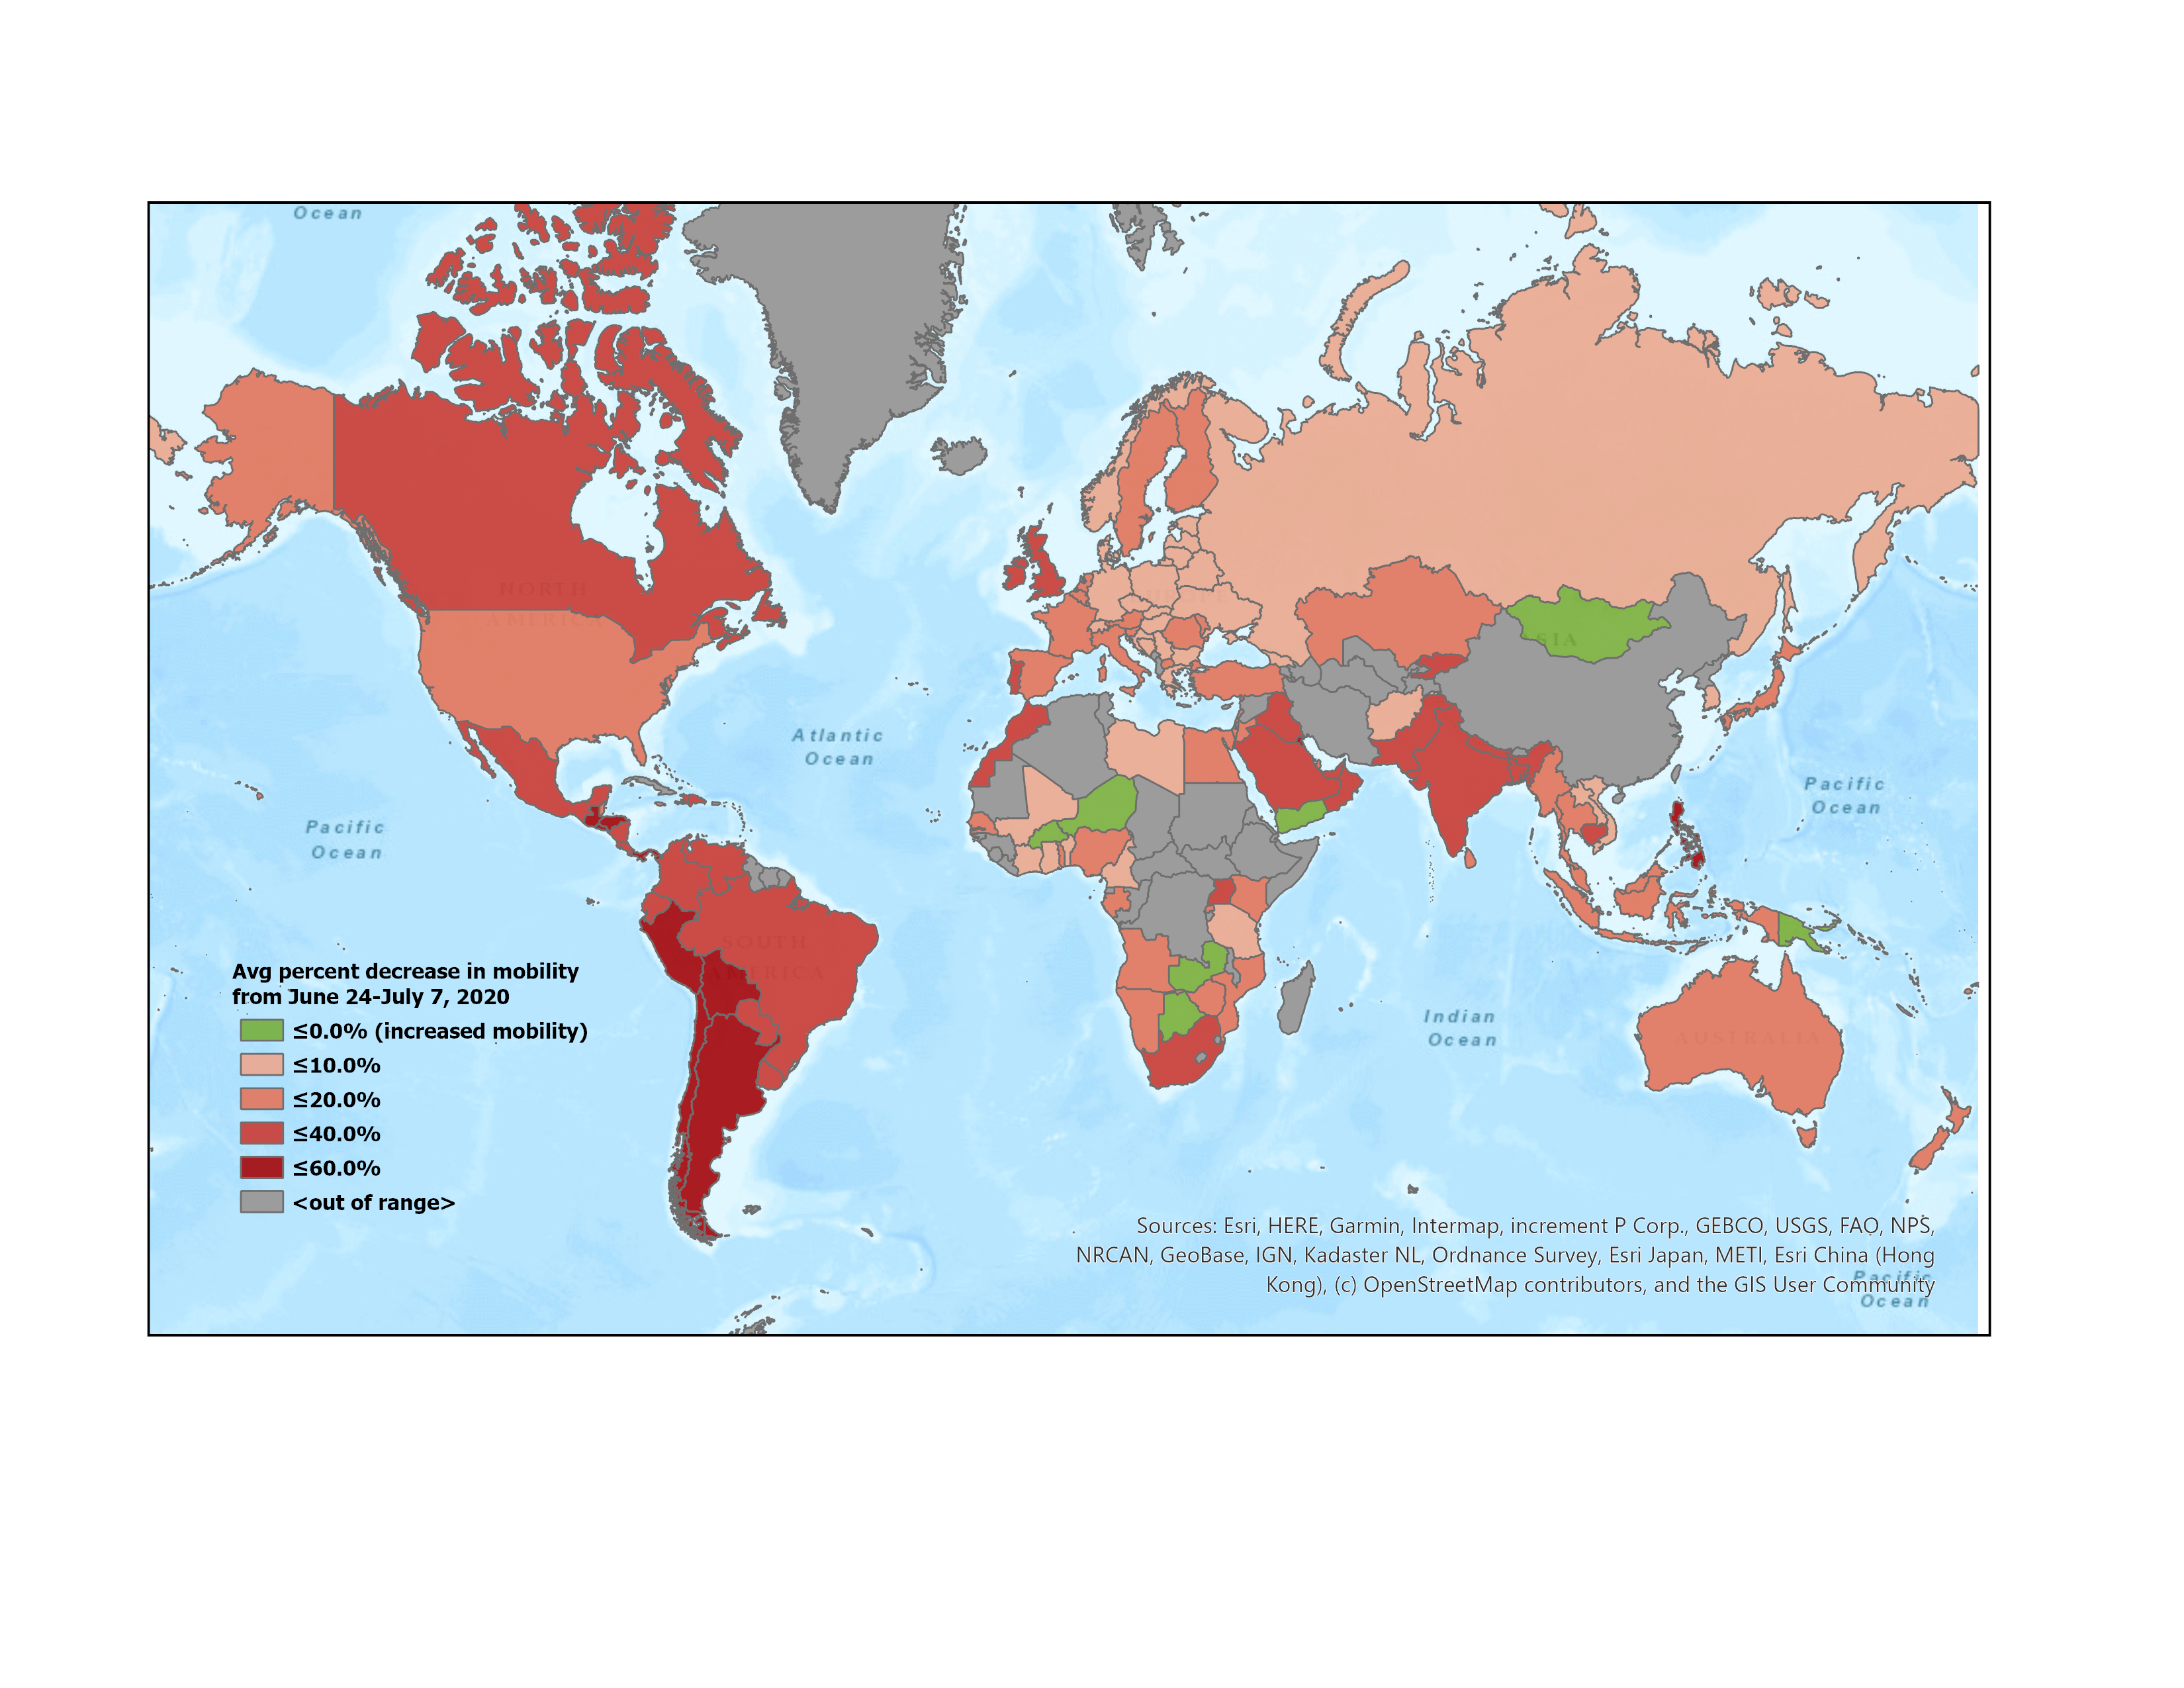 Ocean
NORTH
AMERICA
EUROPE
ASIA
Atlantic
Ocean
Pacific
Ocean
Pacific
Ocean
SOUTH
AMERICA
Indian
Ocean
AUSTRALIA
Avg percent decrease in mobility
from June 24-July 7, 2020
≤0.0% (increased mobility)
≤10.0%
≤20.0%
≤40.0%
≤60.0%
<out of range>
Sources: Esri, HERE, Garmin, Intermap, increment P Corp., GEBCO, USGS, FAO, NPS,
NRCAN, GeoBase, IGN, Kadaster NL, Ordnance Survey, Esri Japan, METI, Esri China (Hong
Kong), (c) OpenStreetMap contributors, and the GIS User Community
Pacific
Ocean